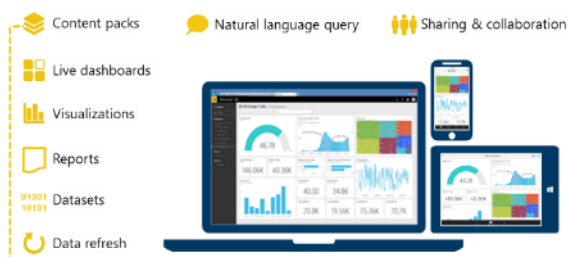 Content packs
Natural language query
Sharing & collaboration
Live dashboards
Visualizations
Reports
01001
10101
Datasets
Data refresh
46.78
146.06K
40.36K
40.00
34.86
20.8K
19.56K
75.36K
70.7K
46.78
146.06K
40.36K